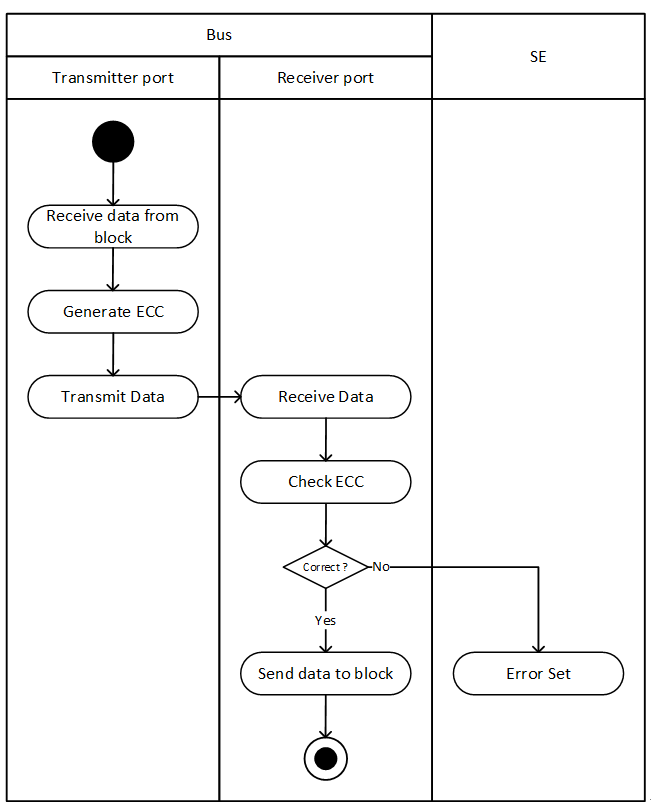 Bus
SE
Transmitter port
Receiver port
Receive data from
block
Generate ECC
Transmit Data
Receive Data
Check ECC
Correct ?
No
Yes
Send data to block
Error Set